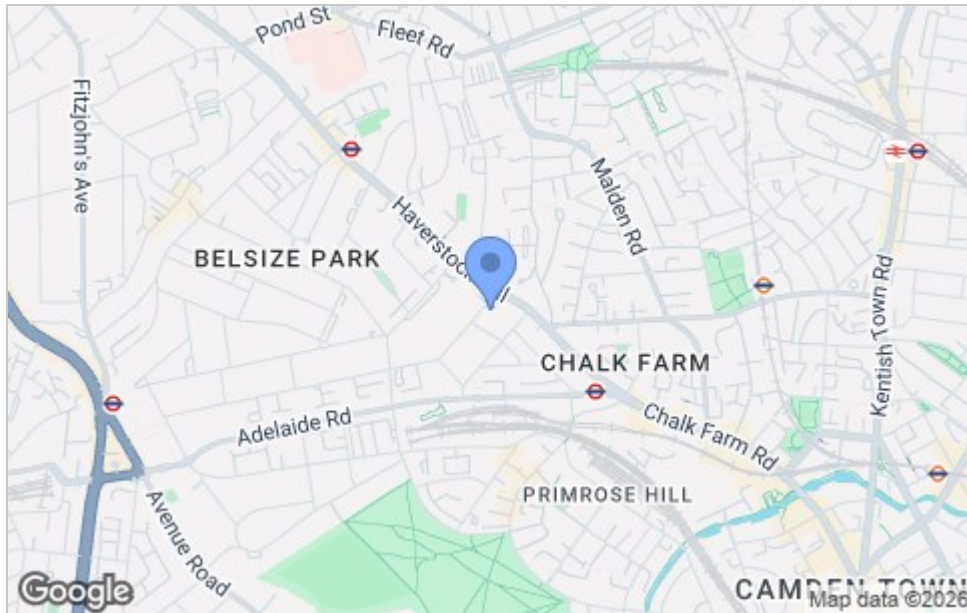 Pond St
Fleet Rd
Fitzjohn's Ave
Malden Rd
Haverstock Hill
BELSIZE PARK
Kentish Town Rd
CHALK FARM
Adelaide Rd
Chalk Farm Rd
PRIMROSE HILL
Avenue Road
CAMDEN TOWN
Google
Map data ©2026